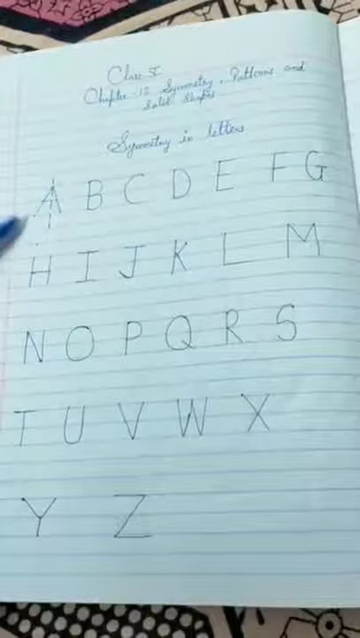 Class V
Chapter 12 Symmetry, Patterns and
Solid Shapes
Symmetry in letters
A B C D E F G
H I J K L M
N O P Q R S
T U V W X
Y Z